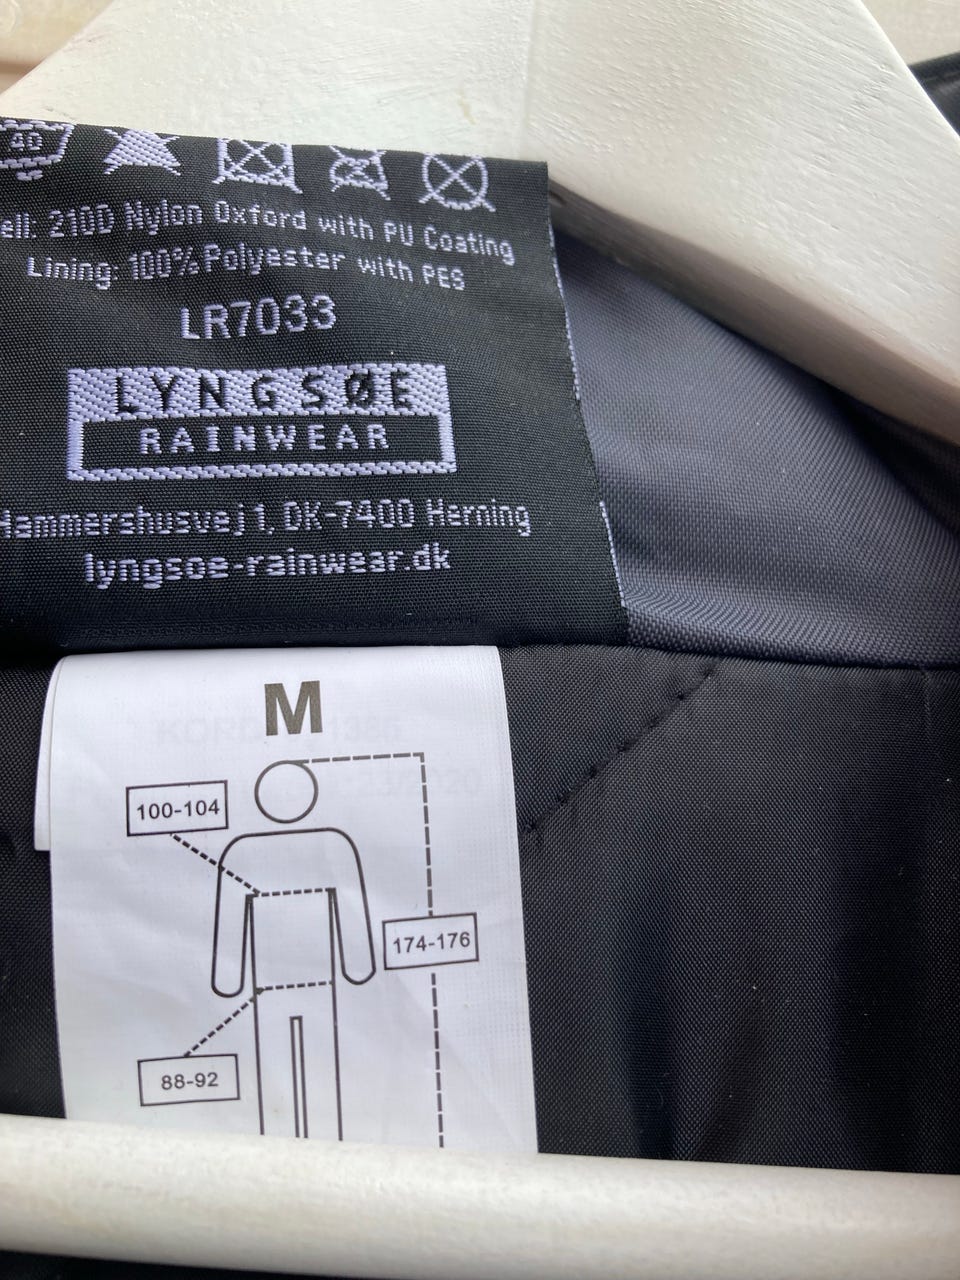 40
ell: 210D Nylon Oxford with PU Coating
Lining: 100% Polyester with PES
LR7033
LYNGSØE
RAINWEAR
Hammershusvej 1, DK-7400 Herning
lyngsoe-rainwear.dk
M
100-104
174-176
88-92